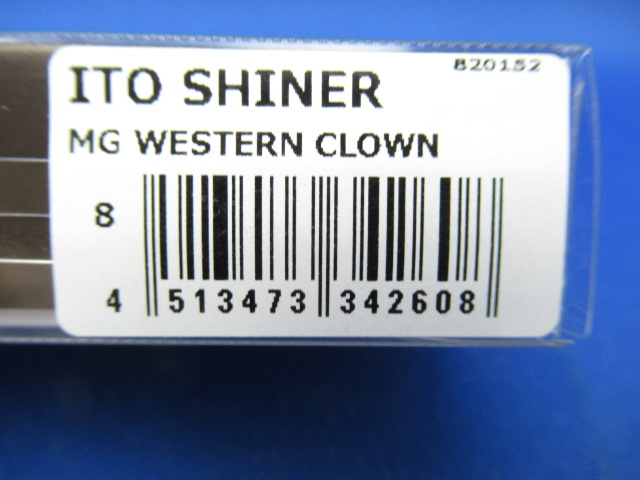 820152
ITO SHINER
MG WESTERN CLOWN
8
4 513473 342608